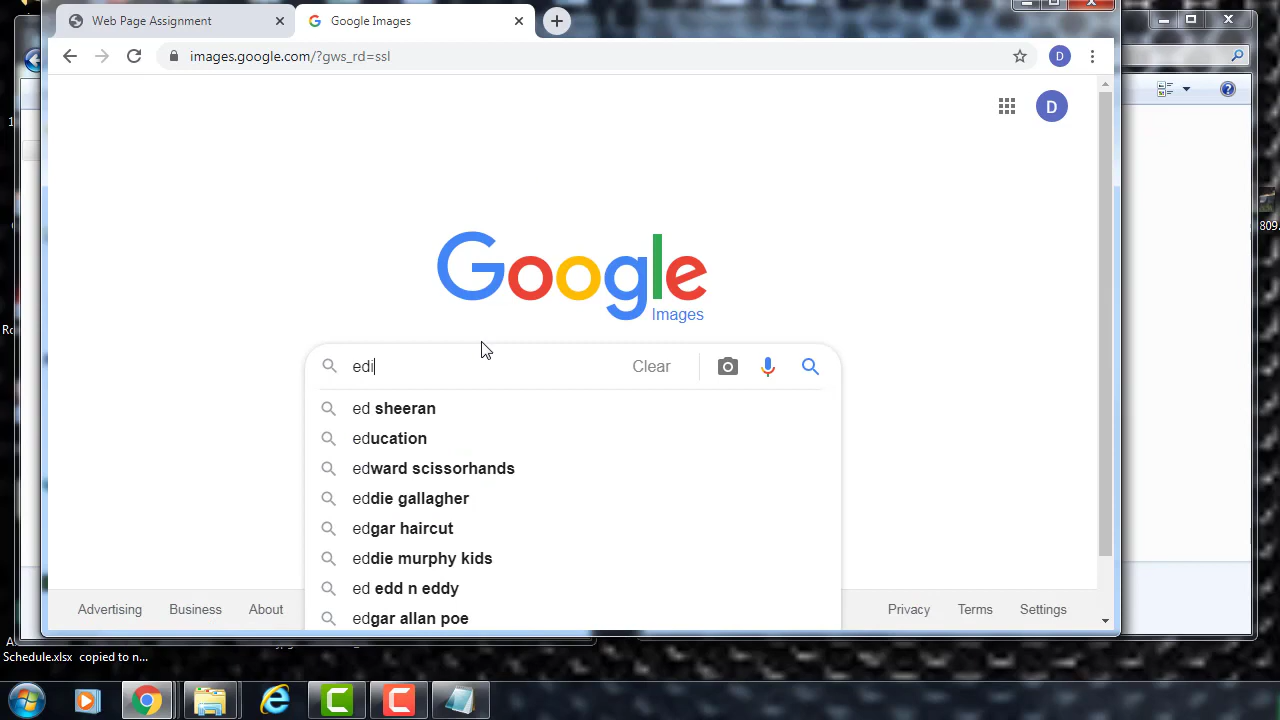 Web Page Assignment
Google Images
images.google.com/?gws_rd=ssl
D
D
Google
Images
edi
Clear
ed sheeran
education
edward scissorhands
eddie gallagher
edgar haircut
eddie murphy kids
ed edd n eddy
edgar allan poe
Advertising
Business
About
Privacy
Terms
Settings
809.
Schedule.xlsx
copied to n...